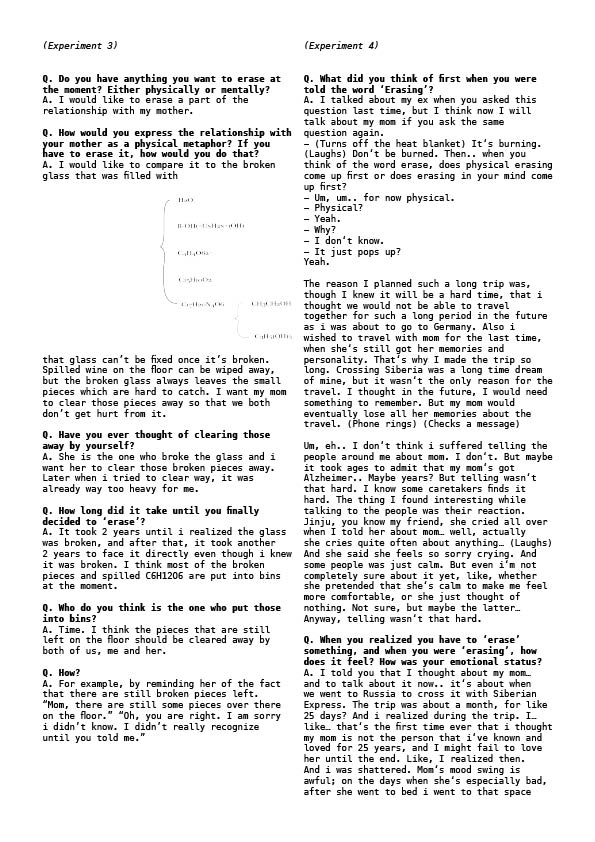 (Experiment 3)
Q. Do you have anything you want to erase at
the moment? Either physically or mentally?
A. I would like to erase a part of the
relationship with my mother.
Q. How would you express the relationship with
your mother as a physical metaphor? If you
have to erase it, how would you do that?
A. I would like to compare it to the broken
glass that was filled with
H2O
that glass can’t be fixed once it’s broken.
Spilled wine on the floor can be wiped away,
but the broken glass always leaves the small
pieces which are hard to catch. I want my mom
to clear those pieces away so that we both
don’t get hurt from it.
Q. Have you ever thought of clearing those
away by yourself?
A. She is the one who broke the glass and i
want her to clear those broken pieces away.
Later when i tried to clear way, it was
already way too heavy for me.
Q. How long did it take until you finally
decided to ‘erase’?
A. It took 2 years until i realized the glass
was broken, and after that, it took another
2 years to face it directly even though i knew
it was broken. I think most of the broken
pieces and spilled C6H12O6 are put into bins
at the moment.
Q. Who do you think is the one who put those
into bins?
A. Time. I think the pieces that are still
left on the floor should be cleared away by
both of us, me and her.
Q. How?
A. For example, by reminding her of the fact
that there are still broken pieces left.
“Mom, there are still some pieces over there
on the floor.” “Oh, you are right. I am sorry
i didn’t know. I didn’t really recognize
until you told me.”
(Experiment 4)
Q. What did you think of first when you were
told the word ‘Erasing’?
A. I talked about my ex when you asked this
question last time, but I think now I will
talk about my mom if you ask the same
question again.
– (Turns off the heat blanket) It’s burning.
(Laughs) Don’t be burned. Then.. when you
think of the word erase, does physical erasing
come up first or does erasing in your mind come
up first?
– Um, um.. for now physical.
– Physical?
– Yeah.
– Why?
– I don’t know.
– It just pops up?
Yeah.
The reason I planned such a long trip was,
though I knew it will be a hard time, that i
thought we would not be able to travel
together for such a long period in the future
as i was about to go to Germany. Also i
wished to travel with mom for the last time,
when she’s still got her memories and
personality. That’s why I made the trip so
long. Crossing Siberia was a long time dream
of mine, but it wasn’t the only reason for the
travel. I thought in the future, I would need
something to remember. But my mom would
eventually lose all her memories about the
travel. (Phone rings) (Checks a message)
Um, eh.. I don’t think i suffered telling the
people around me about mom. I don’t. But maybe
it took ages to admit that my mom’s got
Alzheimer.. Maybe years? But telling wasn’t
that hard. I know some caretakers finds it
hard. The thing I found interesting while
talking to the people was their reaction.
Jinju, you know my friend, she cried all over
when I told her about mom… well, actually
she cries quite often about anything… (Laughs)
And she said she feels so sorry crying. And
some people was just calm. But even i’m not
completely sure about it yet, like, whether
she pretended that she’s calm to make me feel
more comfortable, or she just thought of
nothing. Not sure, but maybe the latter…
Anyway, telling wasn’t that hard.
Q. When you realized you have to ‘erase’
something, and when you were ‘erasing’, how
does it feel? How was your emotional status?
A. I told you that I thought about my mom…
and to talk about it now.. it’s about when
we went to Russia to cross it with Siberian
Express. The trip was about a month, for like
25 days? And i realized during the trip. I…
like… that’s the first time ever that i thought
my mom is not the person that i’ve known and
loved for 25 years, and I might fail to love
her until the end. Like, I realized then.
And i was shattered. Mom’s mood swing is
awful; on the days when she’s especially bad,
after she went to bed i went to that space